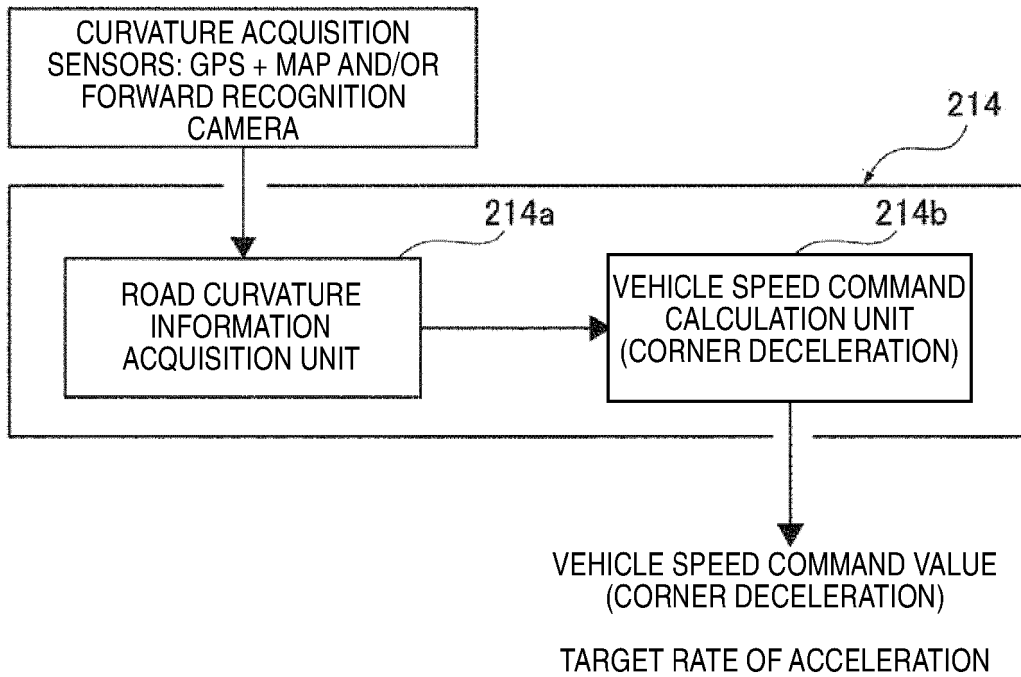 CURVATURE ACQUISITION
SENSORS: GPS + MAP AND/OR
FORWARD RECOGNITION
CAMERA
214
214a
214b
ROAD CURVATURE
INFORMATION
ACQUISITION UNIT
VEHICLE SPEED COMMAND
CALCULATION UNIT
(CORNER DECELERATION)
VEHICLE SPEED COMMAND VALUE
(CORNER DECELERATION)
TARGET RATE OF ACCELERATION